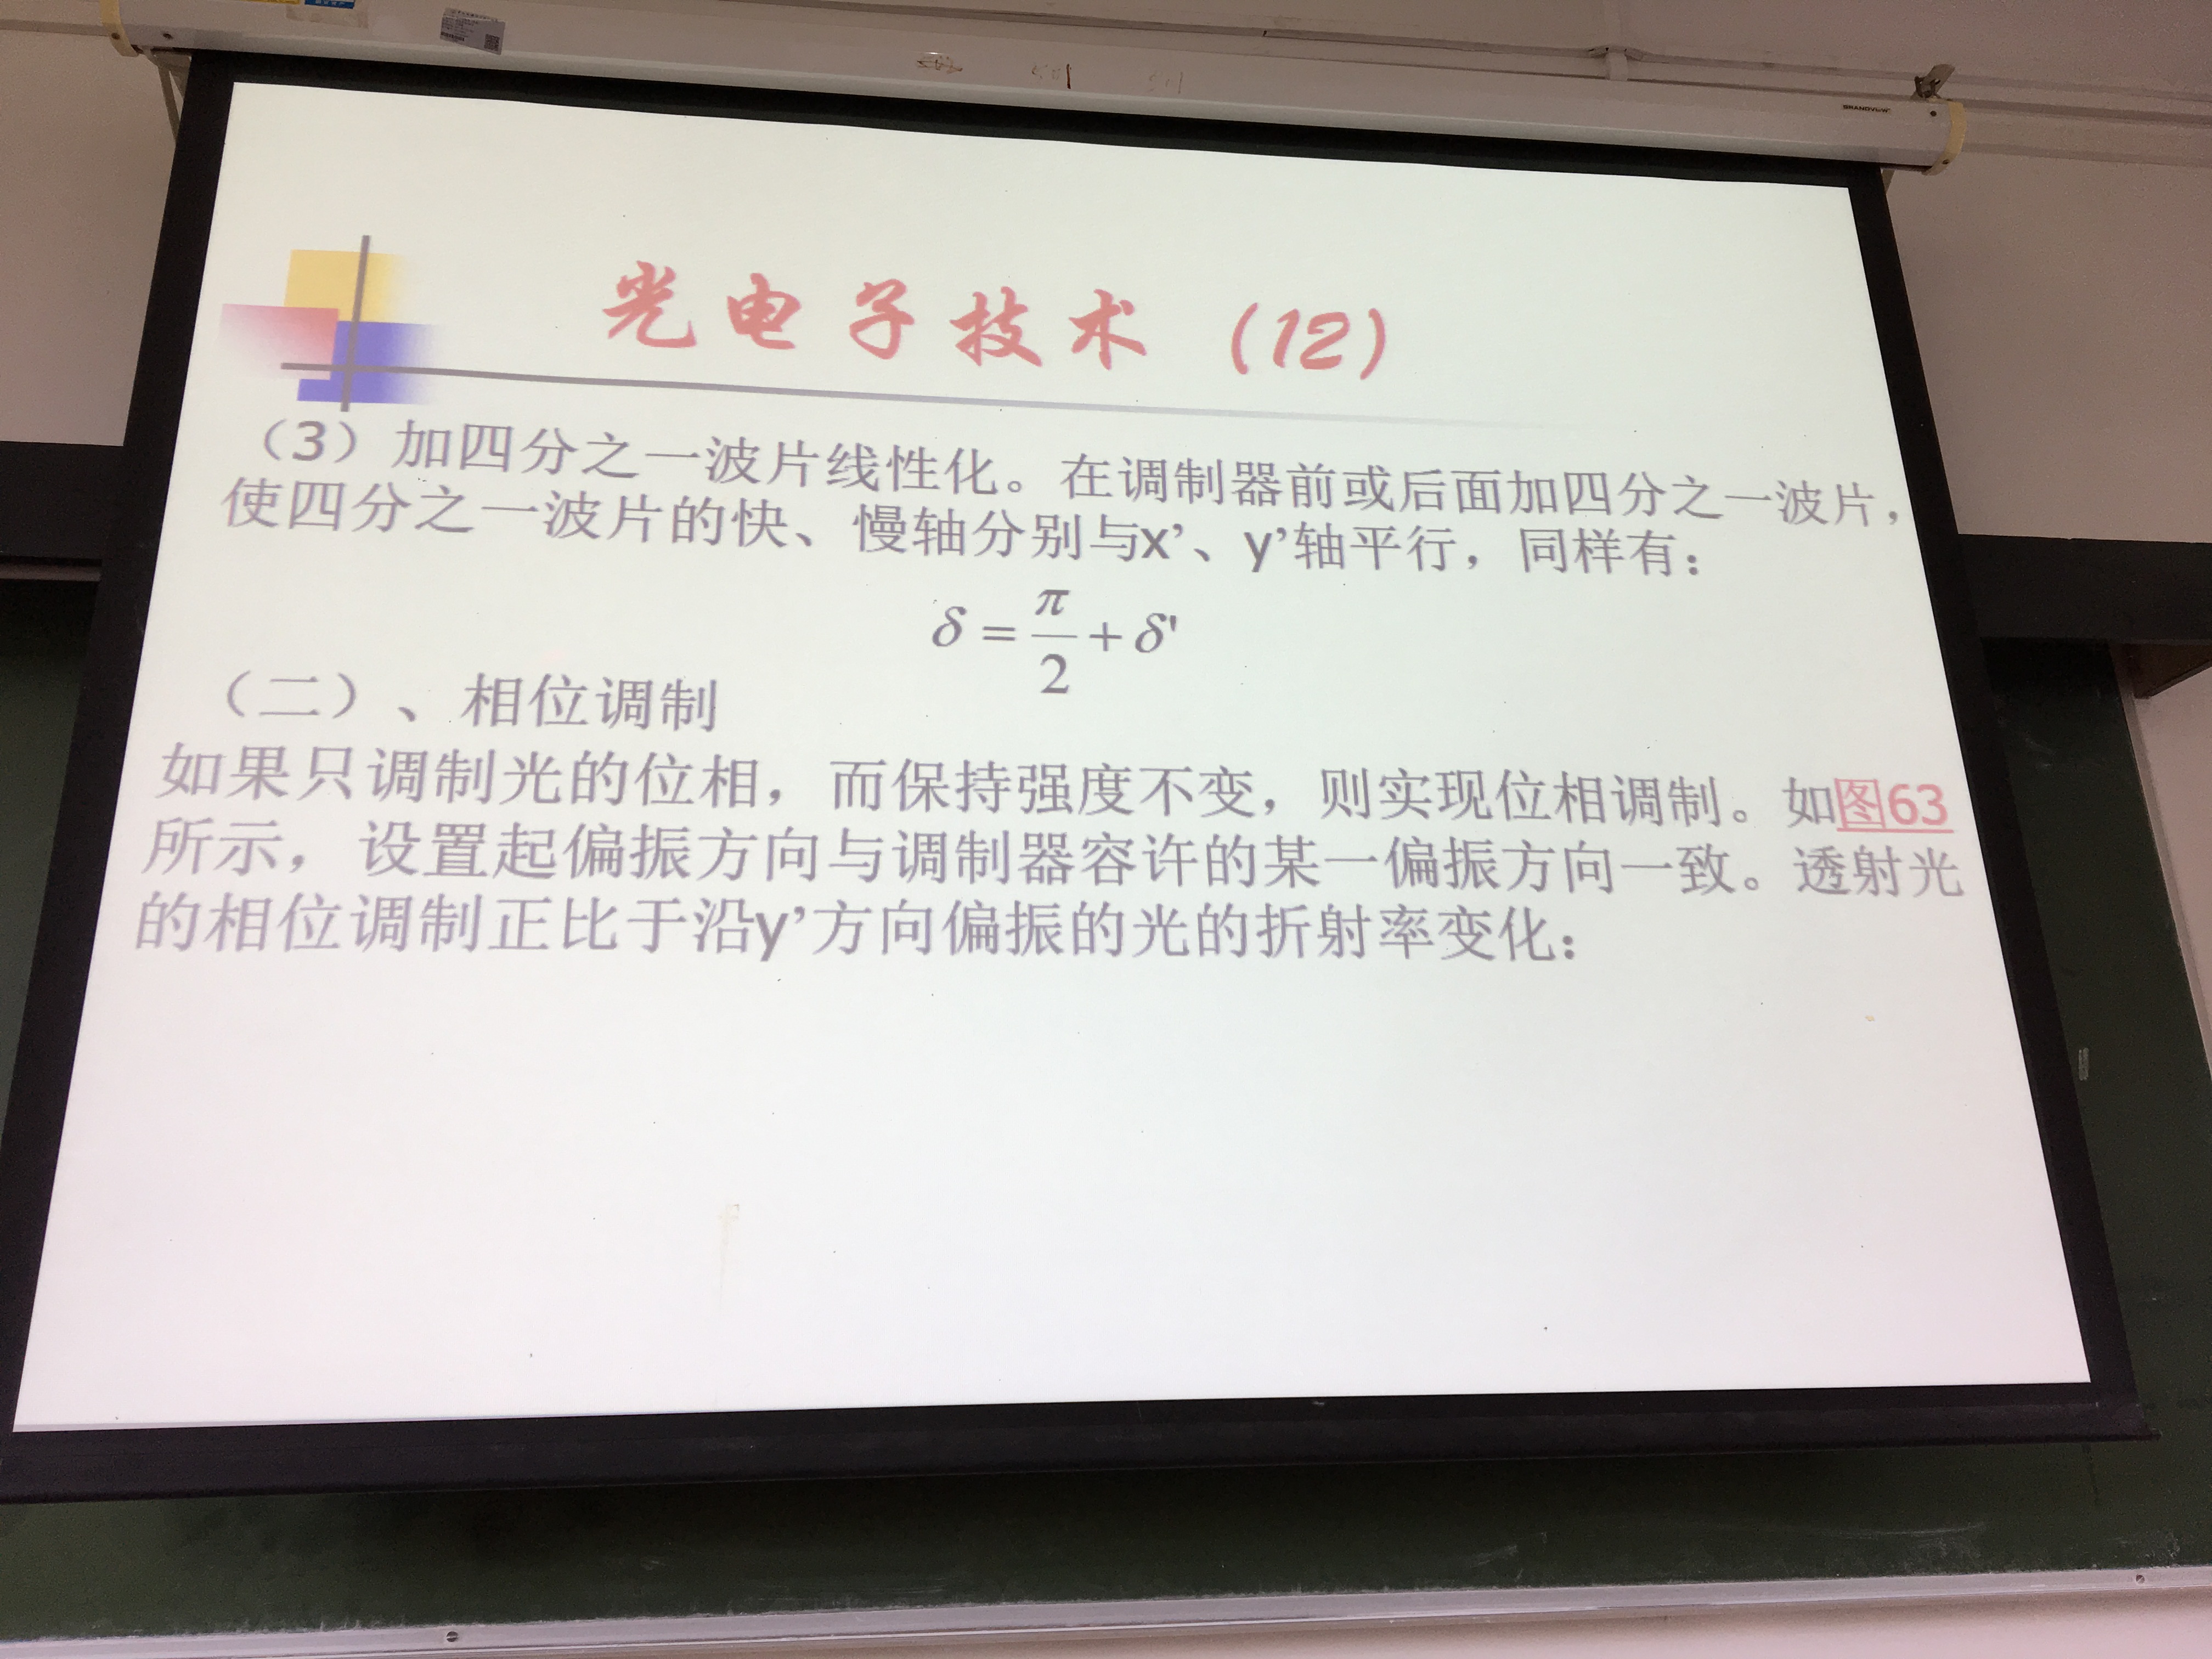 GRANDVIEW
光电子技术（12）
（3）加四分之一波片线性化。在调制器前或后面加四分之一波片，
使四分之一波片的快、慢轴分别与x’、y’轴平行，同样有：
δ = π/2 + δ'
（二）、相位调制
如果只调制光的位相，而保持强度不变，则实现位相调制。如图63
所示，设置起偏振方向与调制器容许的某一偏振方向一致。透射光
的相位调制正比于沿y’方向偏振的光的折射率变化：